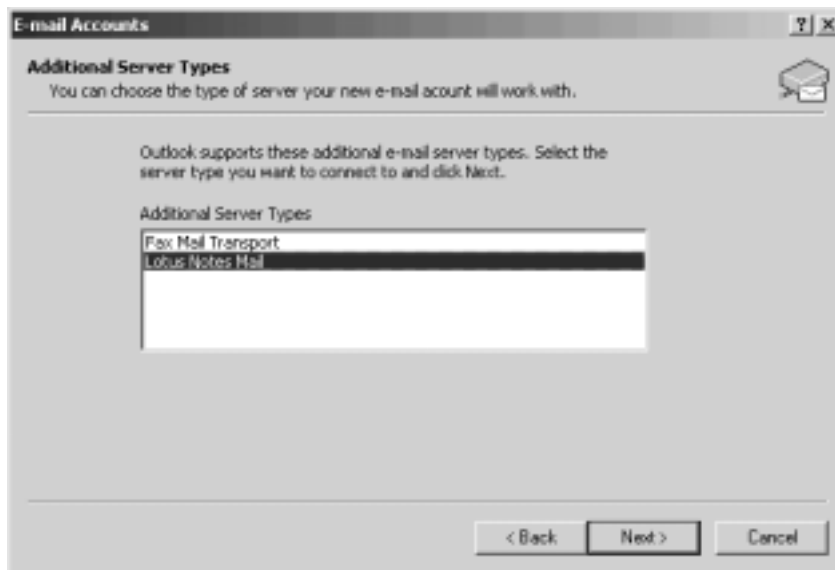 E-mail Accounts
Additional Server Types
You can choose the type of server your new e-mail acount will work with.
Outlook supports these additional e-mail server types. Select the
server type you want to connect to and click Next.
Additional Server Types
Fax Mail Transport
Lotus Notes Mail
< Back Next > Cancel